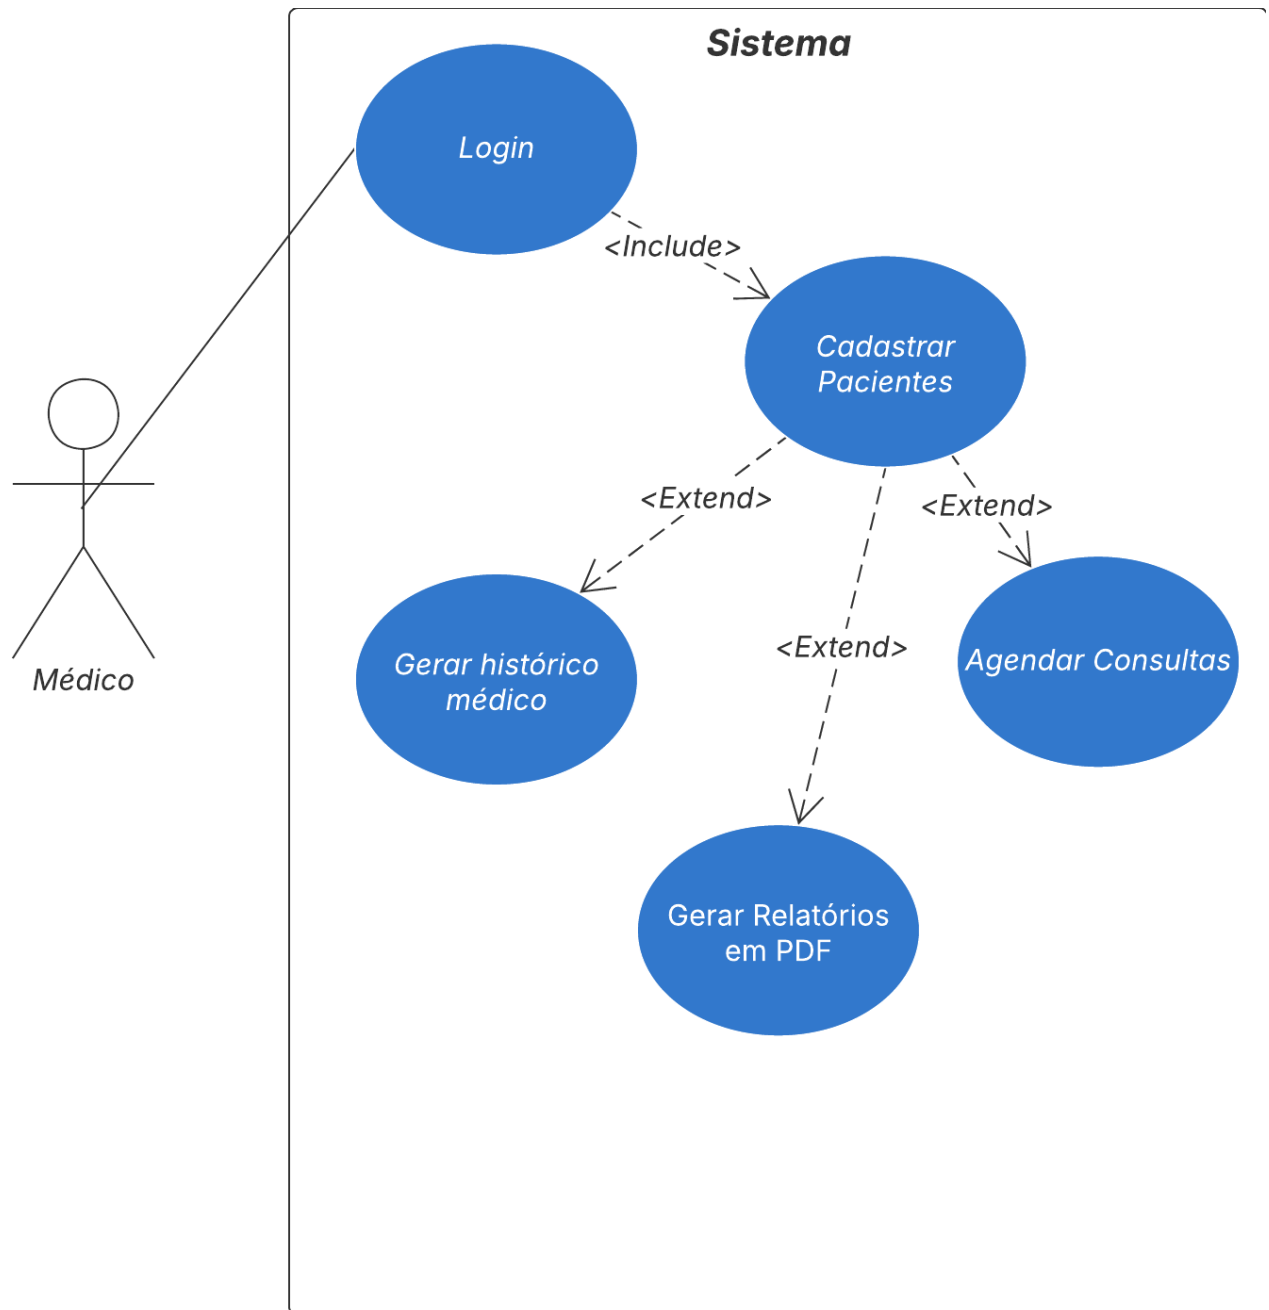 Sistema
Login
<Include>
Cadastrar
Pacientes
<Extend>
<Extend>
<Extend>
Gerar histórico
médico
Agendar Consultas
Médico
Gerar Relatórios
em PDF